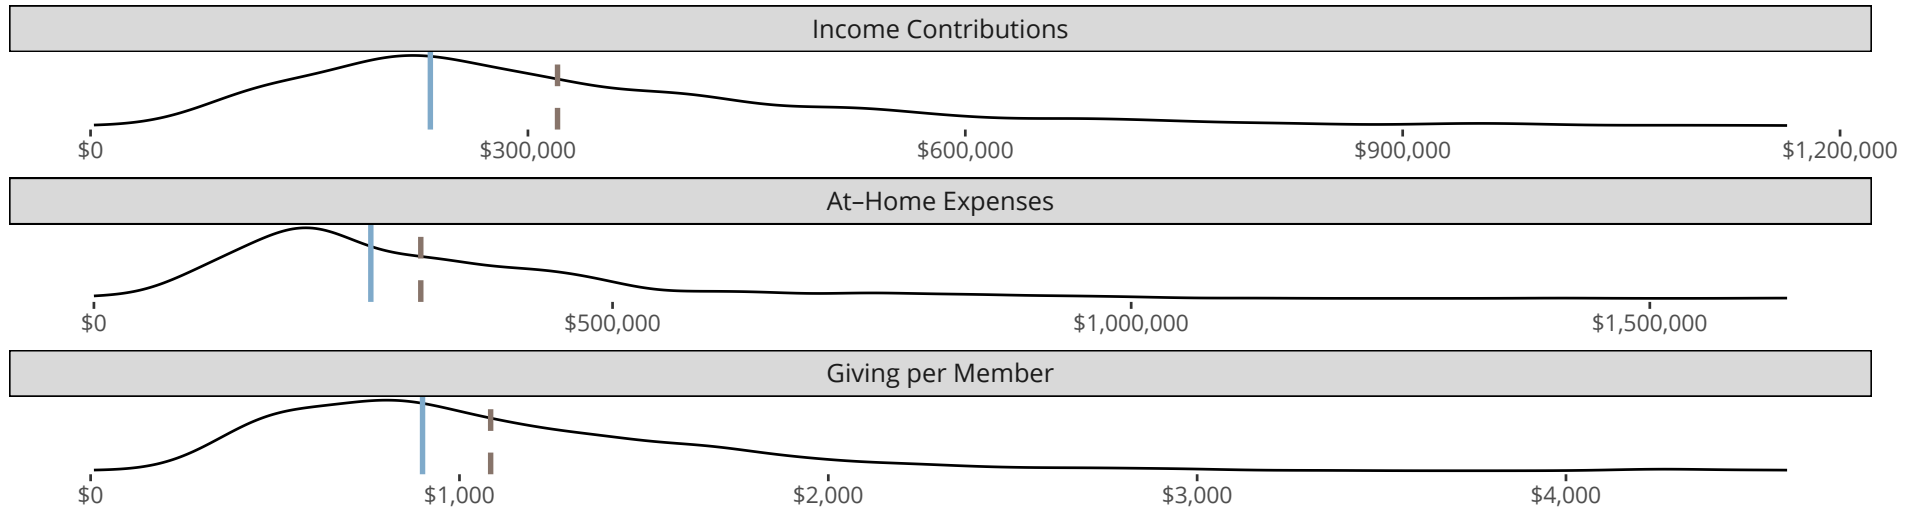 Income Contributions
$0 $300,000 $600,000 $900,000 $1,200,000
At–Home Expenses
$0 $500,000 $1,000,000 $1,500,000
Giving per Member
$0 $1,000 $2,000 $3,000 $4,000